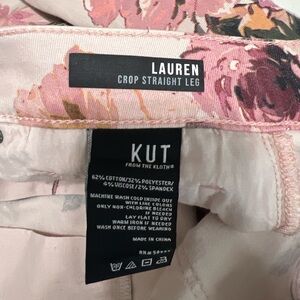 LAUREN
CROP STRAIGHT LEG
KUT
FROM THE KLOTH®
62% COTTON/32% POLYESTER/
4% VISCOSE/2% SPANDEX
MACHINE WASH COLD INSIDE OUT
WITH LIKE COLORS
ONLY NON-CHLORINE BLEACH
IF NEEDED
LAY FLAT TO DRY
WARM IRON IF NEEDED
WASH ONCE BEFORE WEARING
MADE IN CHINA